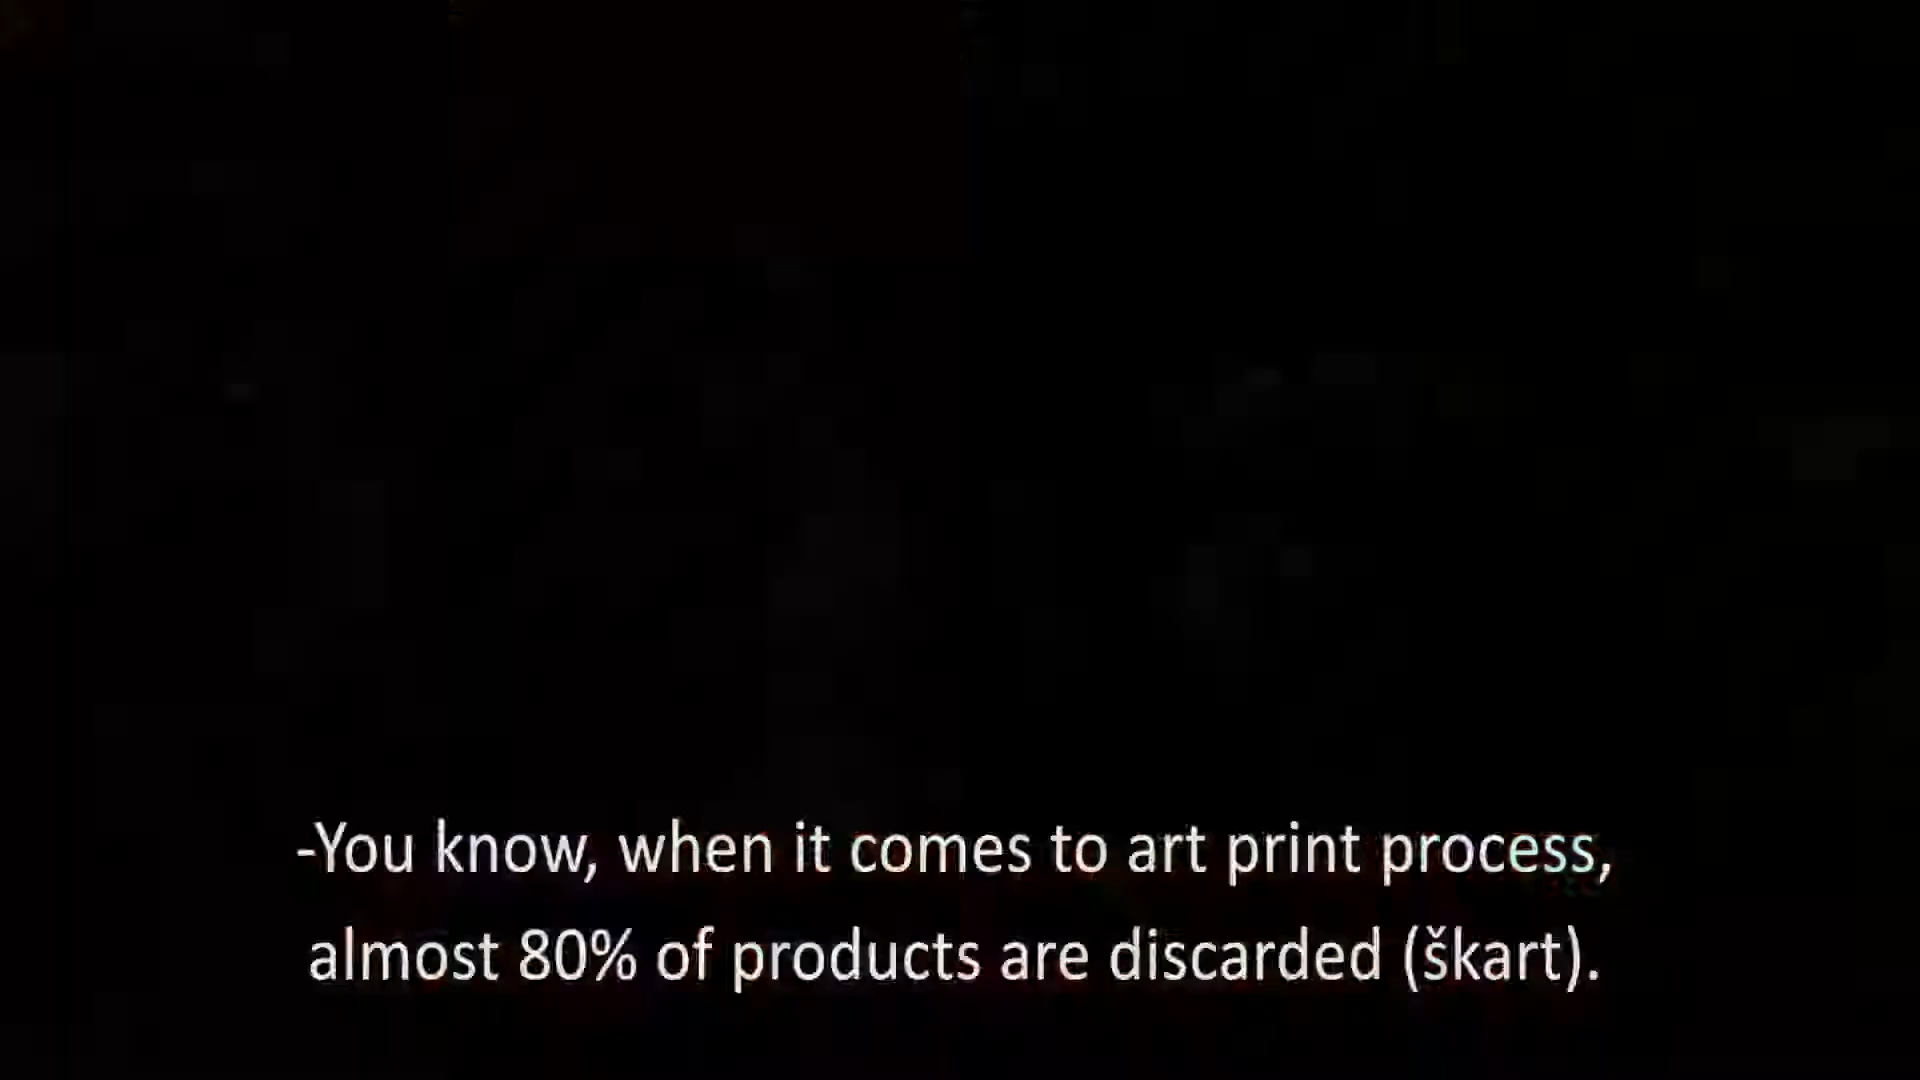 -You know, when it comes to art print process,
almost 80% of products are discarded (škart).